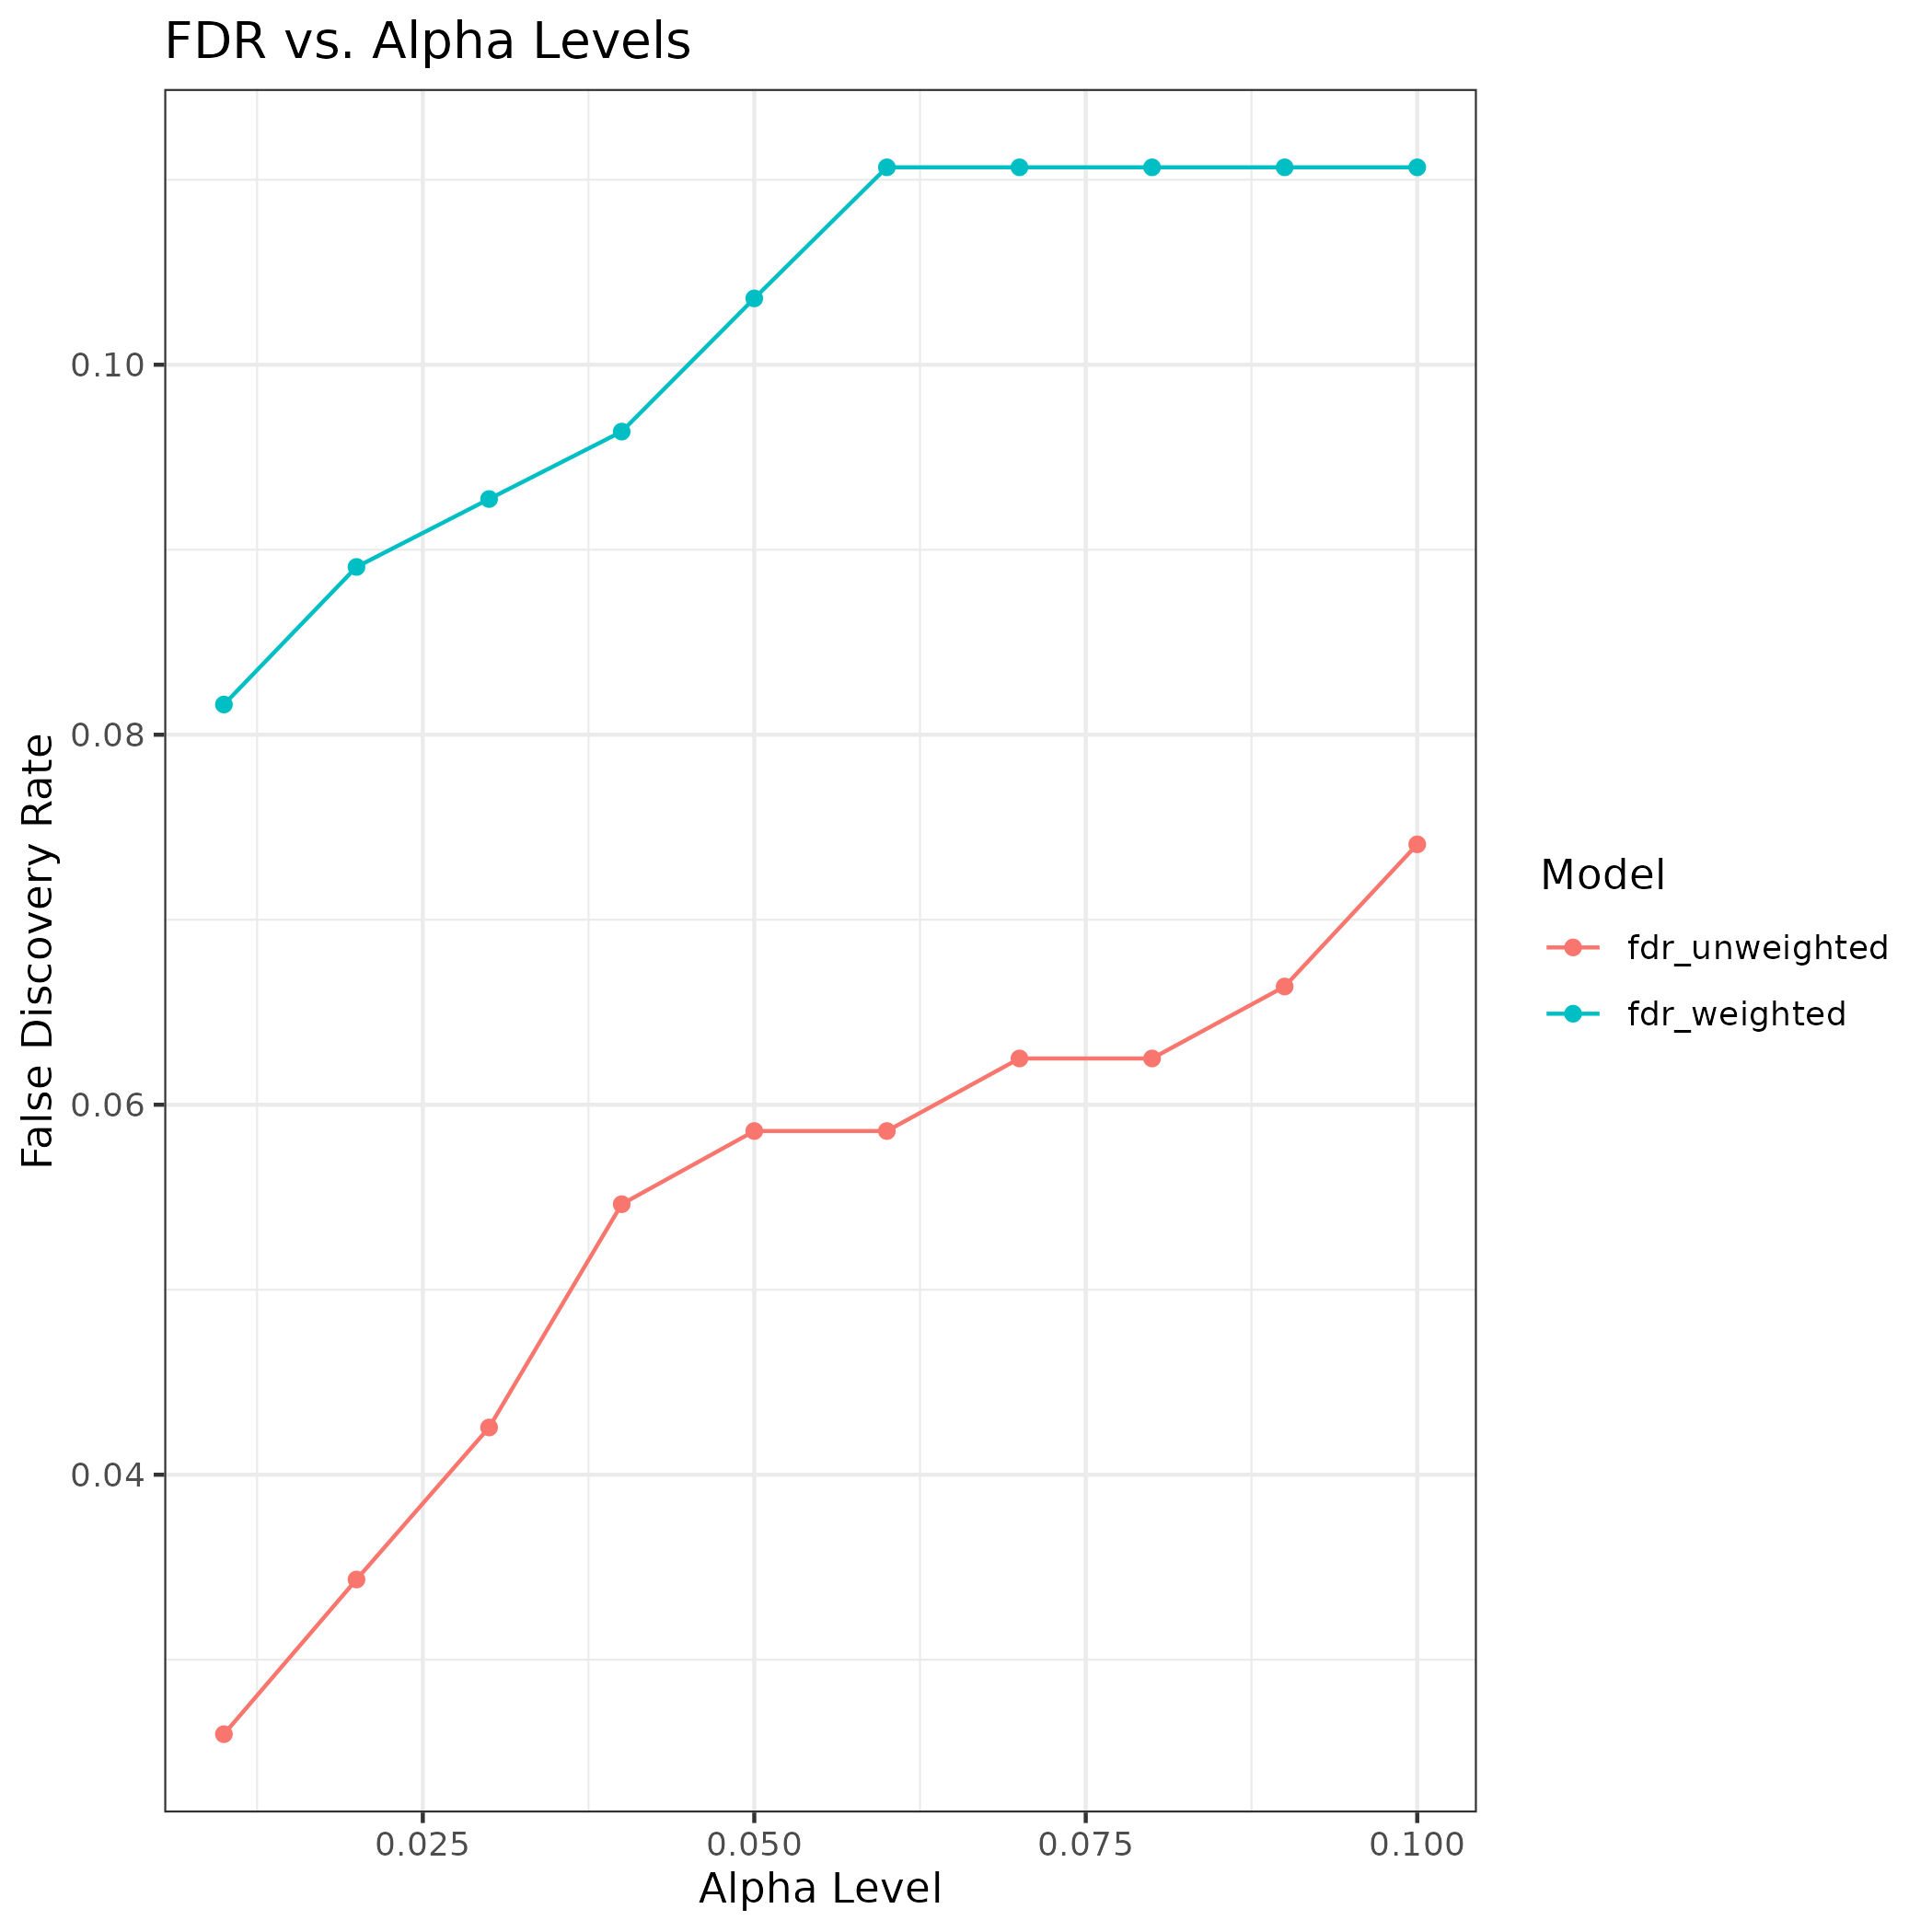 FDR vs. Alpha Levels
False Discovery Rate
0.10
0.08
0.06
0.04
0.025
0.050
0.075
0.100
Alpha Level
Model
fdr_unweighted
fdr_weighted